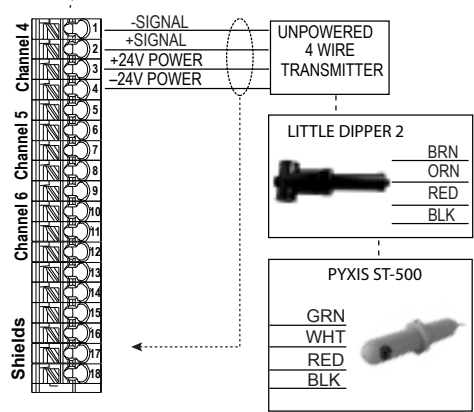 Channel 4
Channel 5
Channel 6
Shields
1
2
3
4
5
6
7
8
9
10
11
12
13
14
15
16
17
18
-SIGNAL
+SIGNAL
+24V POWER
–24V POWER
UNPOWERED
4 WIRE
TRANSMITTER
LITTLE DIPPER 2
BRN
ORN
RED
BLK
PYXIS ST-500
GRN
WHT
RED
BLK